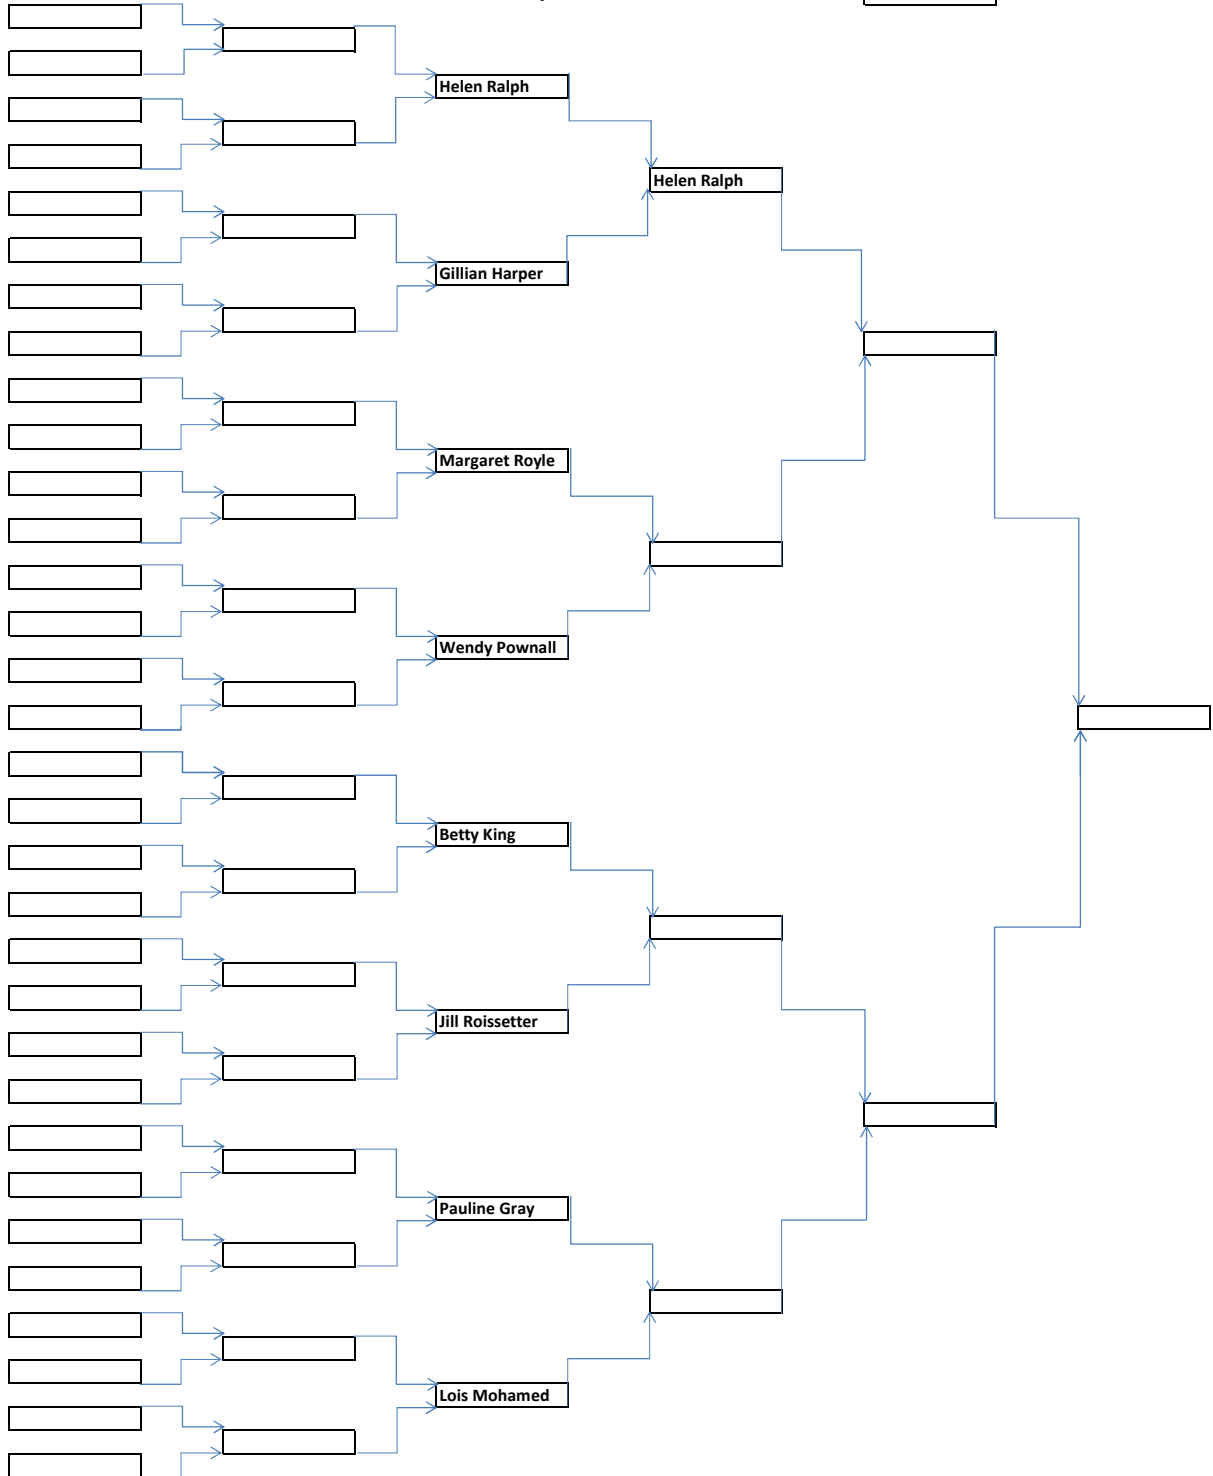 Helen Ralph
Helen Ralph
Gillian Harper
Margaret Royle
Wendy Pownall
Betty King
Jill Roissetter
Pauline Gray
Lois Mohamed